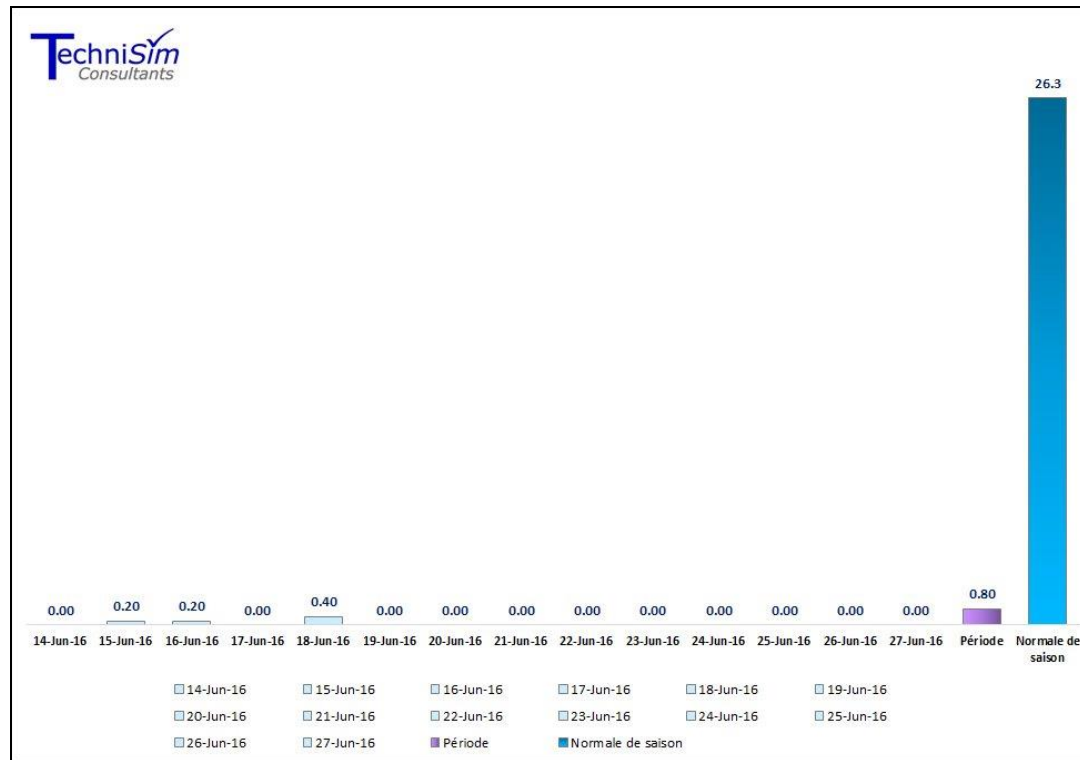 TechniSim
Consultants
26.3
0.00 0.20 0.20 0.00 0.40 0.00 0.00 0.00 0.00 0.00 0.00 0.00 0.00 0.00 0.80
14-Jun-16 15-Jun-16 16-Jun-16 17-Jun-16 18-Jun-16 19-Jun-16 20-Jun-16 21-Jun-16 22-Jun-16 23-Jun-16 24-Jun-16 25-Jun-16 26-Jun-16 27-Jun-16 Période Normale de
saison
14-Jun-16 15-Jun-16 16-Jun-16 17-Jun-16 18-Jun-16 19-Jun-16
20-Jun-16 21-Jun-16 22-Jun-16 23-Jun-16 24-Jun-16 25-Jun-16
26-Jun-16 27-Jun-16 Période Normale de saison